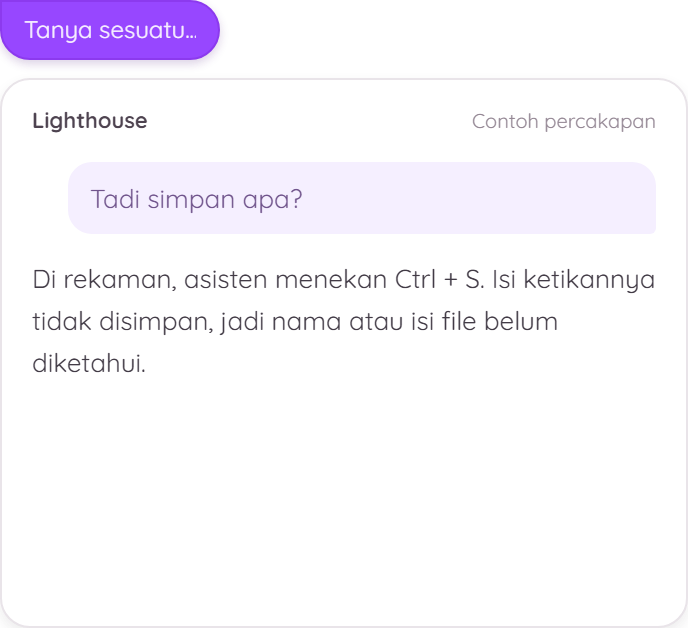 Tanya sesuatu...
Lighthouse
Contoh percakapan
Tadi simpan apa?
Di rekaman, asisten menekan Ctrl + S. Isi ketikannya
tidak disimpan, jadi nama atau isi file belum
diketahui.